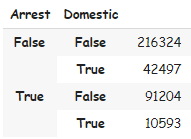 Arrest Domestic
False False 216324
True 42497
True False 91204
True 10593